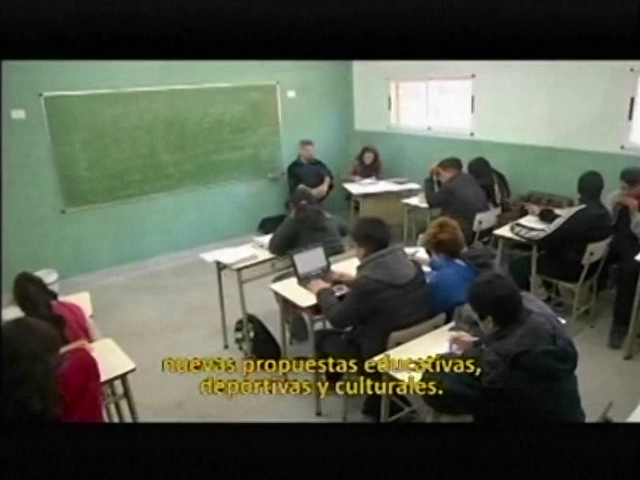 nuevas propuestas educativas,
deportivas y culturales.